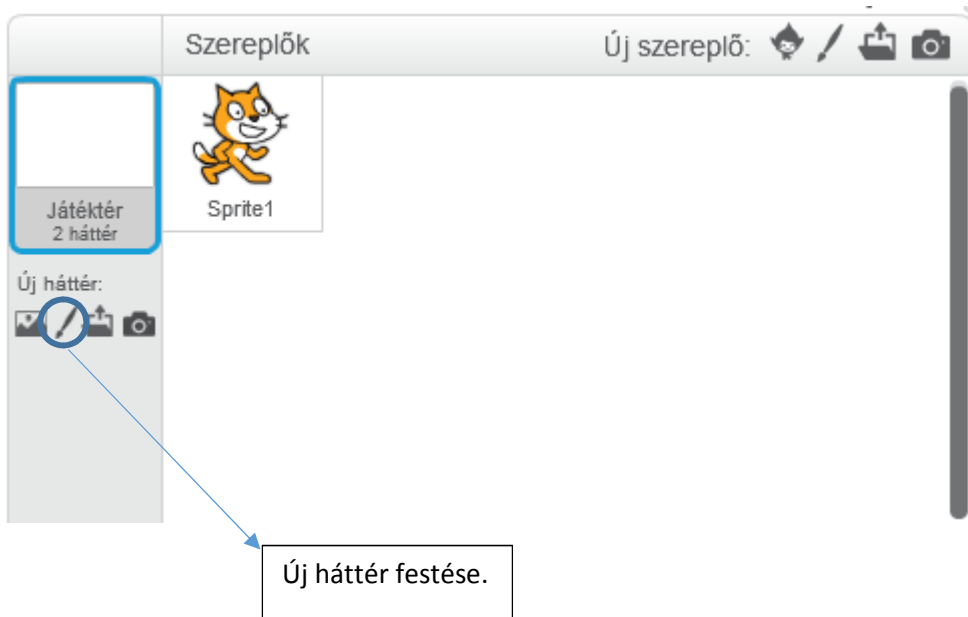 Szereplők
Új szereplő:
Játéktér
2 háttér
Sprite1
Új háttér:
Új háttér festése.